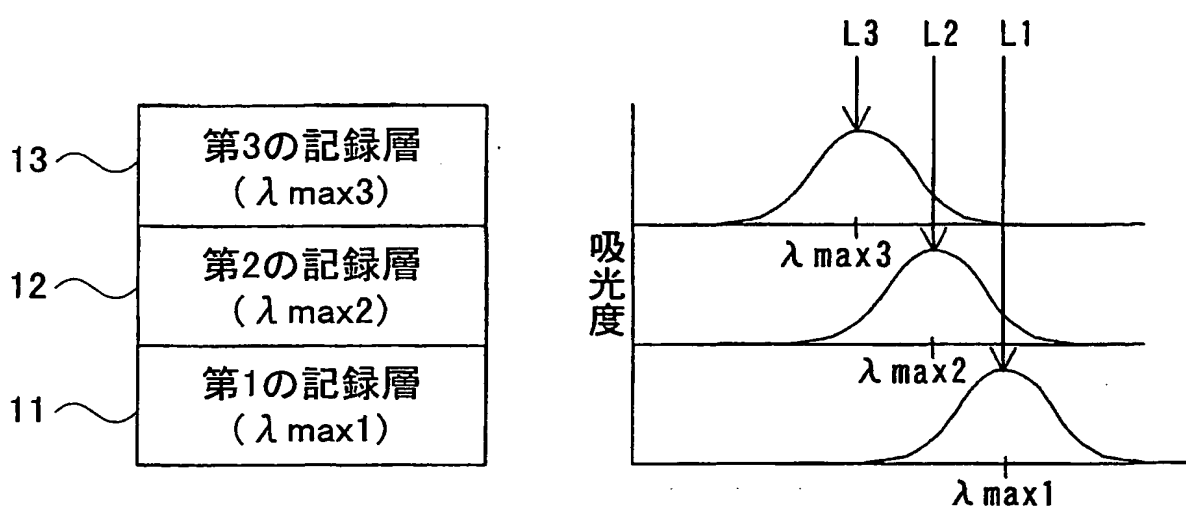 13
第3の記録層
(λmax3)
12
第2の記録層
(λmax2)
11
第1の記録層
(λmax1)
L3 L2 L1
吸光度
λmax3
λmax2
λmax1